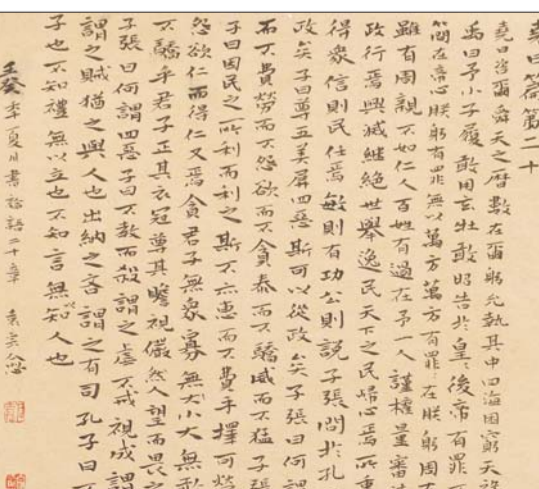 堯曰篇第二十
堯曰咨爾舜天之曆數在爾躬允執其中四海困窮天祿
禹曰予小子履敢用玄牡敢昭告於皇皇後帝有罪不
簡在帝心朕躬有罪無以萬方萬方有罪在朕躬周有
雖有周親不如仁人百姓有過在予一人謹權量審法
政行焉興滅繼絕世舉逸民天下之民歸心焉所重
得衆信則民任焉敏則有功公則說子張問於孔
政矣子曰尊五美屏四惡斯可以從政矣子張曰何謂
而不費勞而不怨欲而不貪泰而不驕威而不猛子張
子曰因民之所利而利之斯不亦惠而不費乎擇可勞
怨欲仁而得仁又焉貪君子無衆寡無小大無敢
不驕乎君子正其衣冠尊其瞻視儼然人望而畏之
子張曰何謂四惡子曰不教而殺謂之虐不戒視成謂
謂之賊猶之與人也出納之吝謂之有司孔子曰不
子也不知禮無以立也不知言無以知人也
季夏月書論語二十章